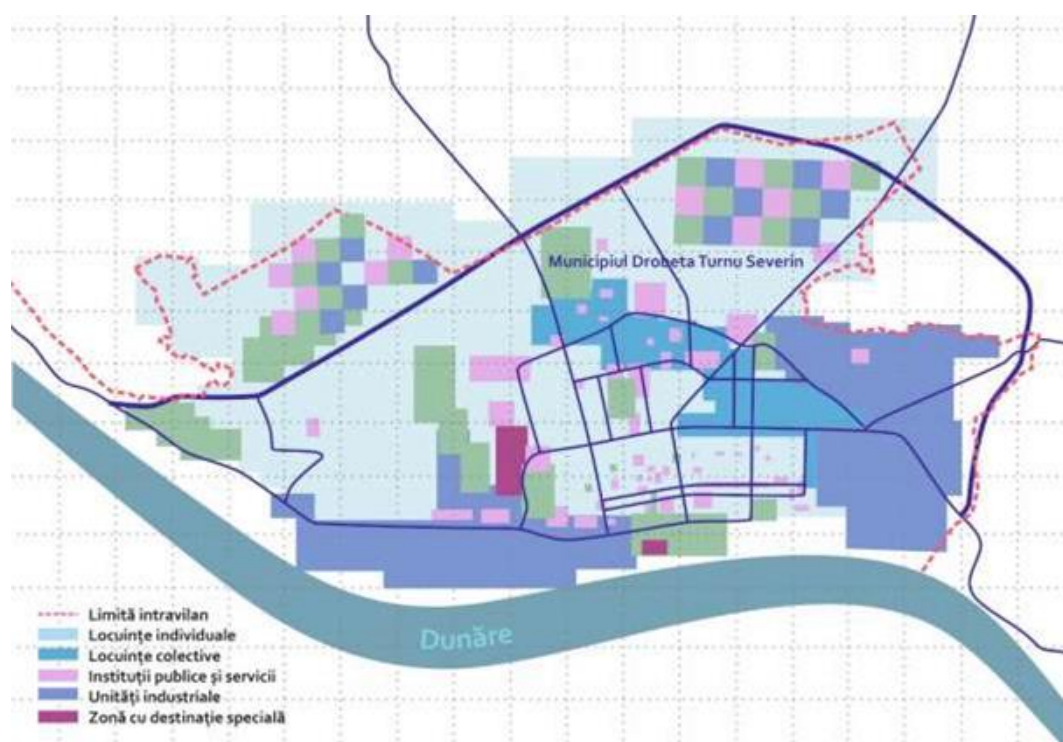 Municipiul Drobeta Turnu Severin
Dunăre
Limită intravilan
Locuințe individuale
Locuințe colective
Instituții publice și servicii
Unități industriale
Zonă cu destinație specială